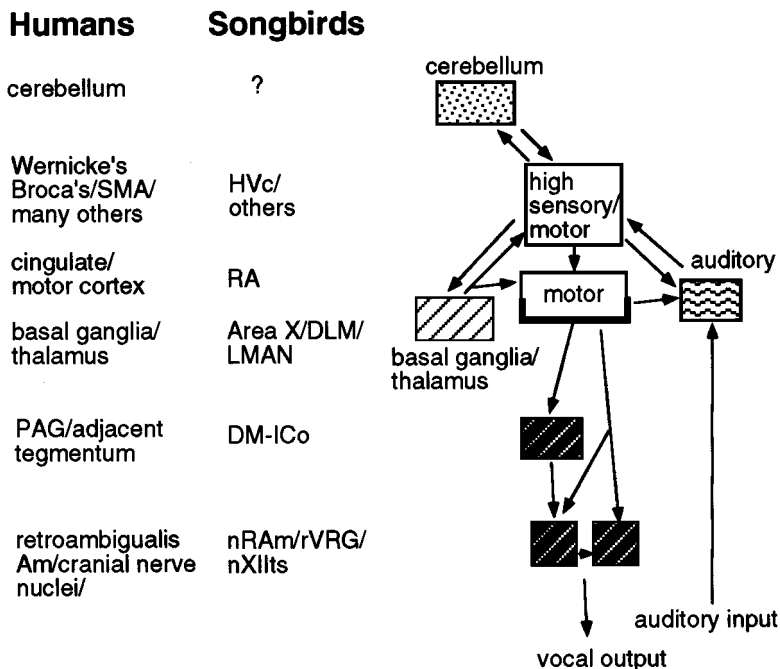 Humans Songbirds
cerebellum ?
Wernicke's
Broca's/SMA/
many others
HVc/
others
cingulate/
motor cortex
RA
basal ganglia/
thalamus
Area X/DLM/
LMAN
PAG/adjacent
tegmentum
DM-ICo
retroambigualis
Am/cranial nerve
nuclei/
nRAm/rVRG/
nXIIts
cerebellum
high
sensory/
motor
auditory
motor
basal ganglia/
thalamus
auditory input
vocal output